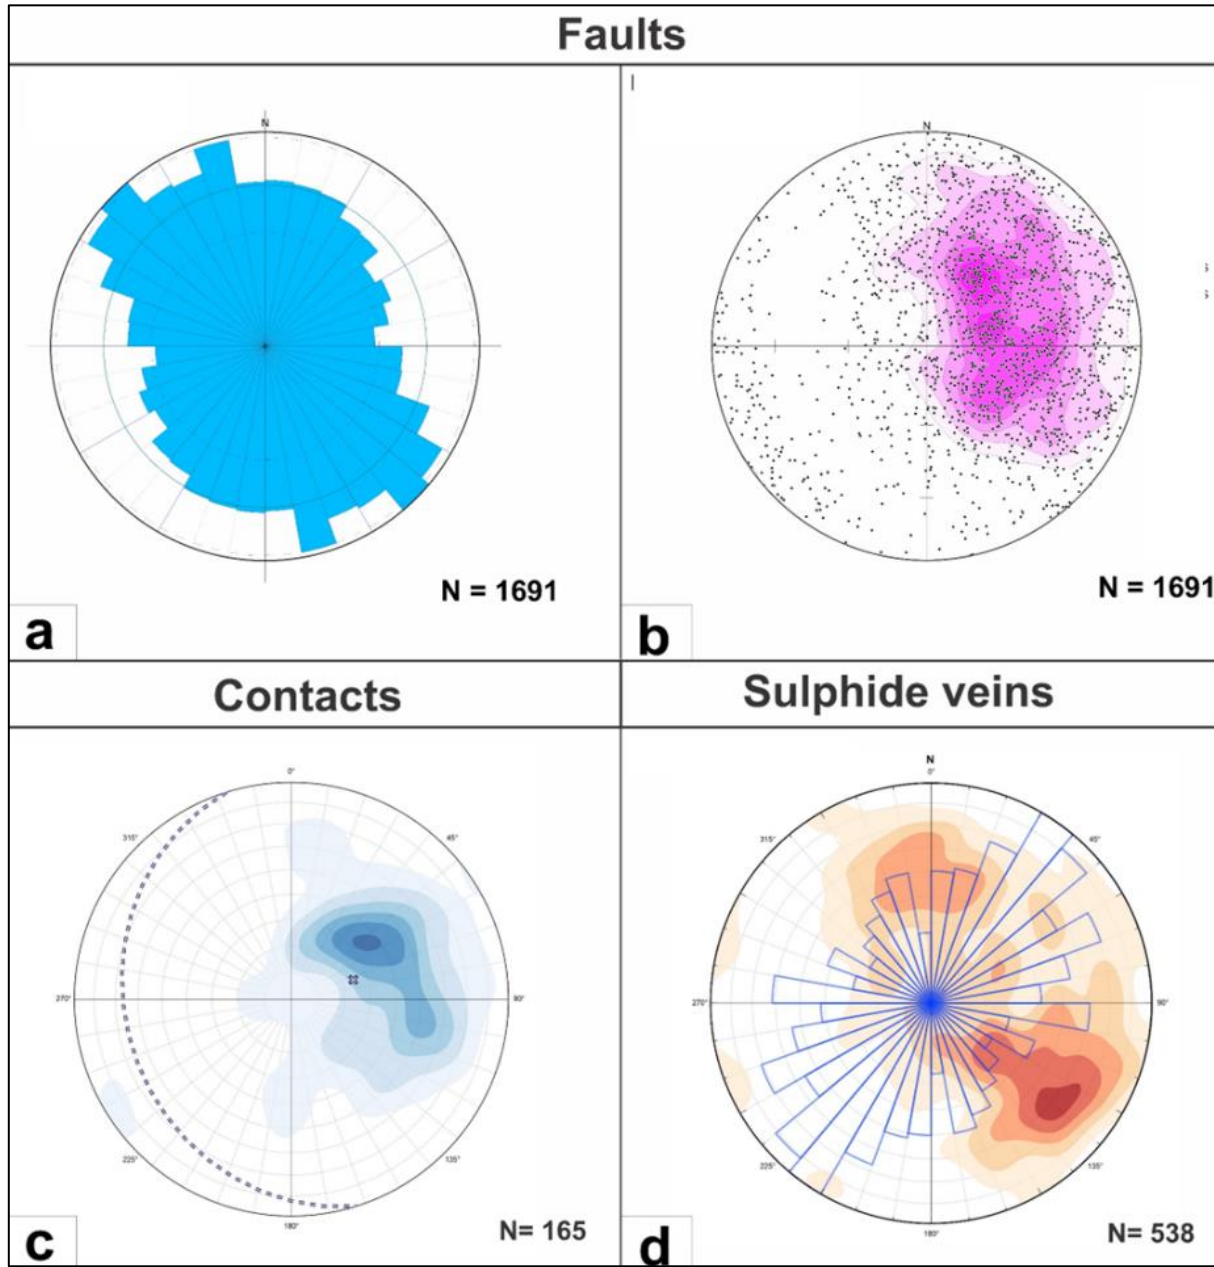 Faults
N
N = 1691
a
N
N = 1691
b
Contacts
0°
45°
90°
135°
180°
225°
270°
315°
N= 165
c
Sulphide veins
N
0°
45°
90°
135°
180°
225°
270°
315°
N= 538
d